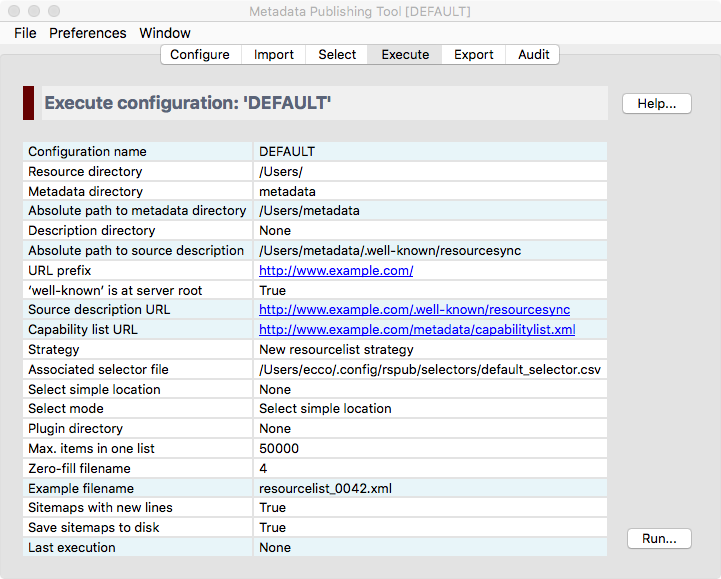 Metadata Publishing Tool [DEFAULT]
File Preferences Window
Configure Import Select Execute Export Audit
Execute configuration: 'DEFAULT'
Help...
Configuration name DEFAULT
Resource directory /Users/
Metadata directory metadata
Absolute path to metadata directory /Users/metadata
Description directory None
Absolute path to source description /Users/metadata/.well-known/resourcesync
URL prefix http://www.example.com/
‘well-known’ is at server root True
Source description URL http://www.example.com/.well-known/resourcesync
Capability list URL http://www.example.com/metadata/capabilitylist.xml
Strategy New resourcelist strategy
Associated selector file /Users/ecco/.config/rspub/selectors/default_selector.csv
Select simple location None
Select mode Select simple location
Plugin directory None
Max. items in one list 50000
Zero-fill filename 4
Example filename resourcelist_0042.xml
Sitemaps with new lines True
Save sitemaps to disk True
Run...
Last execution None